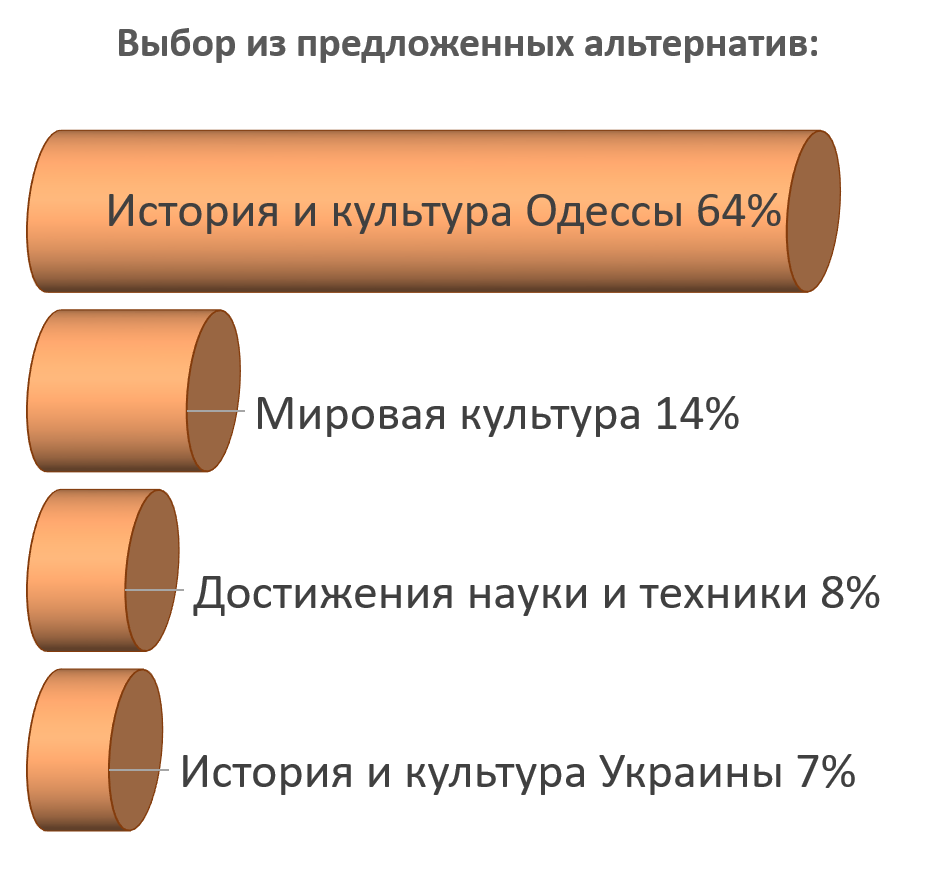 Выбор из предложенных альтернатив:
История и культура Одессы 64%
Мировая культура 14%
Достижения науки и техники 8%
История и культура Украины 7%